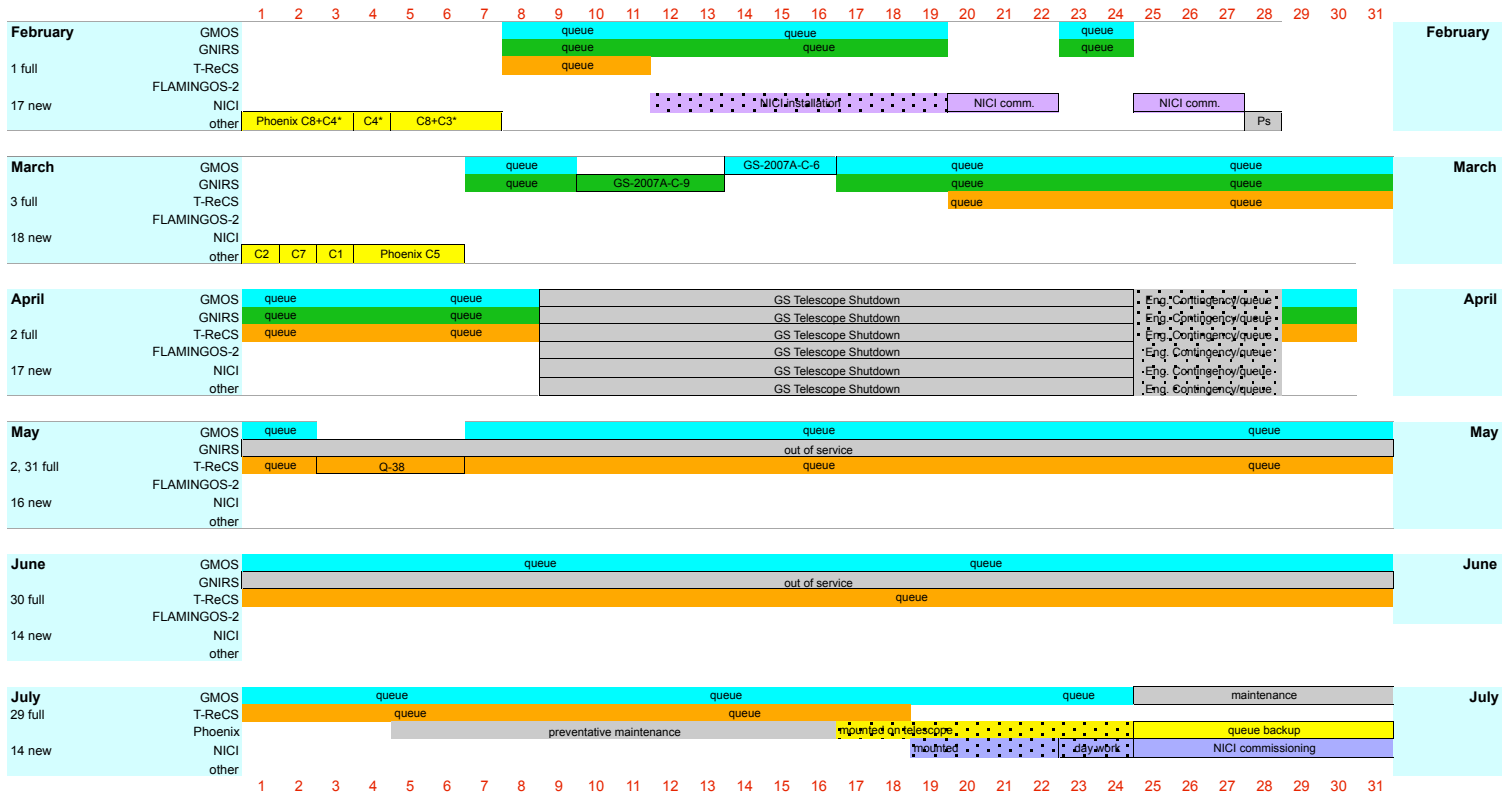 1 2 3 4 5 6 7 8 9 10 11 12 13 14 15 16 17 18 19 20 21 22 23 24 25 26 27 28 29 30 31
February GMOS queue queue queue February
GNIRS queue queue queue
1 full T-ReCS queue
FLAMINGOS-2
17 new NICI NICI installation NICI comm. NICI comm.
other Phoenix C8+C4* C4* C8+C3* Ps
March GMOS queue GS-2007A-C-6 queue queue March
GNIRS queue GS-2007A-C-9 queue queue
3 full T-ReCS queue queue
FLAMINGOS-2
18 new NICI
other C2 C7 C1 Phoenix C5
April GMOS queue queue GS Telescope Shutdown Eng. Contingency/queue April
GNIRS queue queue GS Telescope Shutdown Eng. Contingency/queue
2 full T-ReCS queue queue GS Telescope Shutdown Eng. Contingency/queue
FLAMINGOS-2 GS Telescope Shutdown Eng. Contingency/queue
17 new NICI GS Telescope Shutdown Eng. Contingency/queue
other GS Telescope Shutdown Eng. Contingency/queue
May GMOS queue queue queue May
GNIRS out of service
2, 31 full T-ReCS queue Q-38 queue queue
FLAMINGOS-2
16 new NICI
other
June GMOS queue queue June
GNIRS out of service
30 full T-ReCS queue
FLAMINGOS-2
14 new NICI
other
July GMOS queue queue queue maintenance July
29 full T-ReCS queue queue
Phoenix preventative maintenance mounted on telescope queue backup
14 new NICI mounted day work NICI commissioning
other
1 2 3 4 5 6 7 8 9 10 11 12 13 14 15 16 17 18 19 20 21 22 23 24 25 26 27 28 29 30 31